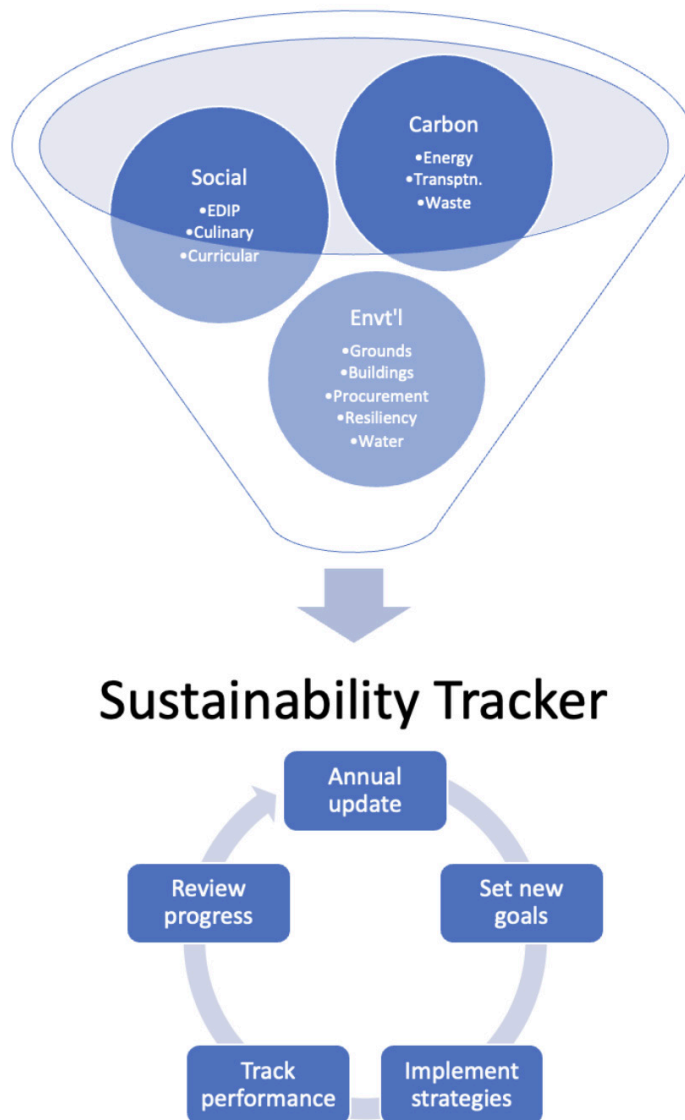 Carbon
•Energy
•Transptn.
•Waste
Social
•EDIP
•Culinary
•Curricular
Envt'l
•Grounds
•Buildings
•Procurement
•Resiliency
•Water
Sustainability Tracker
Annual
update
Set new
goals
Implement
strategies
Track
performance
Review
progress